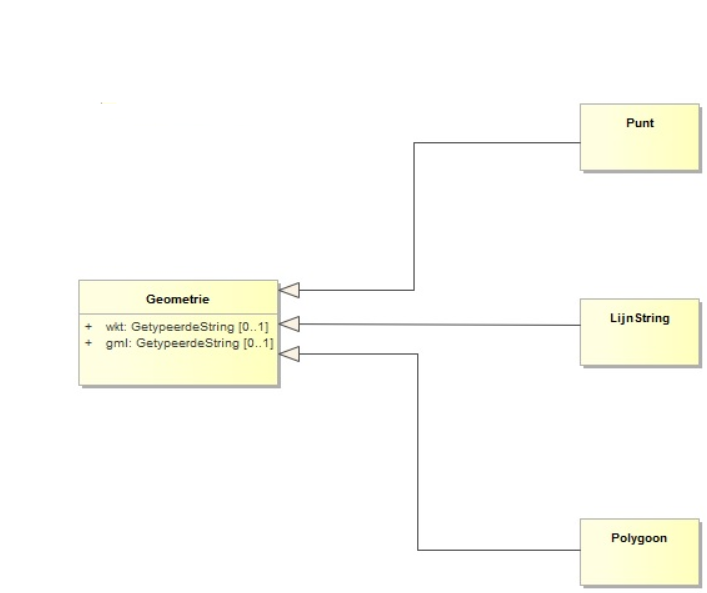 Punt
Geometrie
+ wkt: GetypeerdeString [0..1]
+ gml: GetypeerdeString [0..1]
LijnString
Polygoon